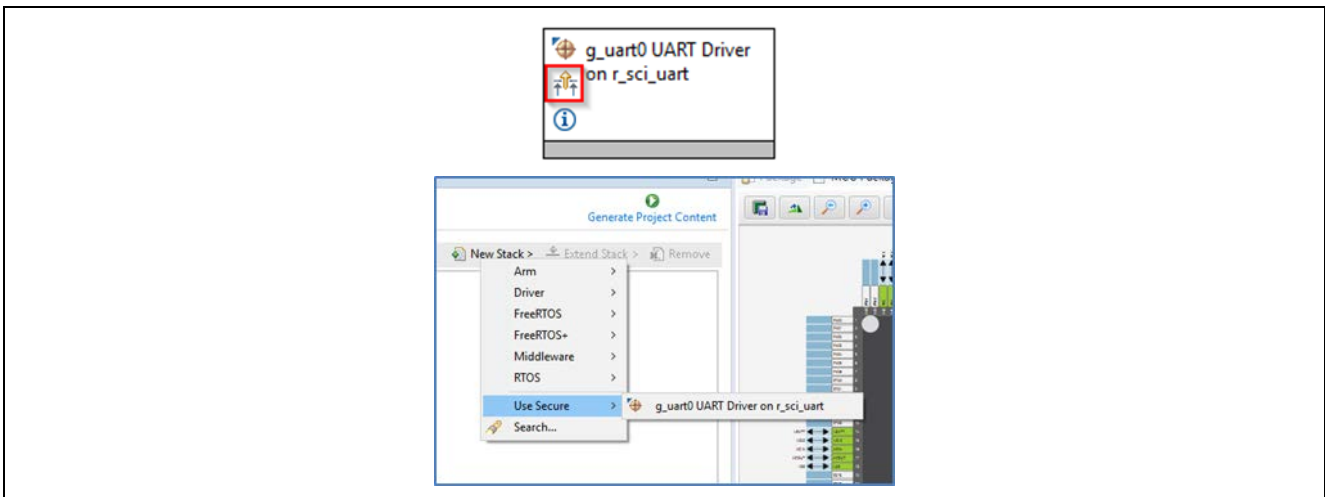 g_uart0 UART Driver
on r_sci_uart
Generate Project Content
New Stack > Extend Stack > Remove
Arm >
Driver >
FreeRTOS >
FreeRTOS+ >
Middleware >
RTOS >
Use Secure > g_uart0 UART Driver on r_sci_uart
Search...